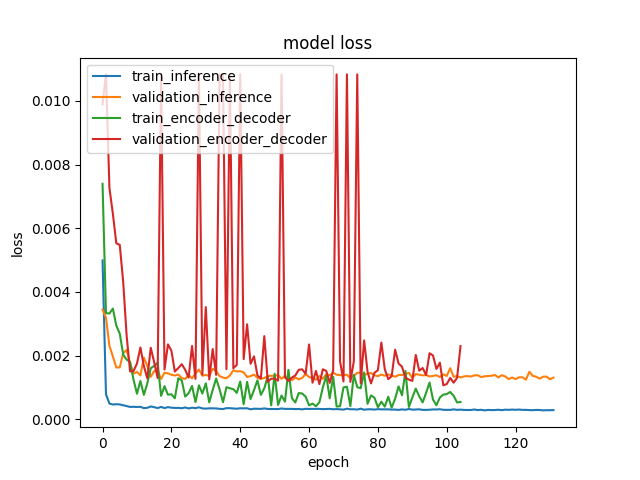 model loss
train_inference
validation_inference
train_encoder_decoder
validation_encoder_decoder
loss
0.010
0.008
0.006
0.004
0.002
0.000
0 20 40 60 80 100 120
epoch